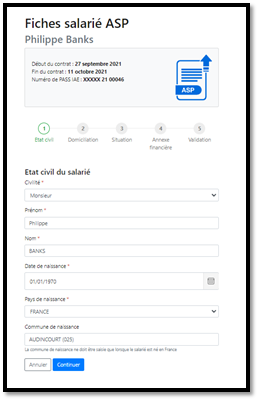 Fiches salarié ASP
Philippe Banks
Début du contrat : 27 septembre 2021
Fin du contrat : 11 octobre 2021
Numéro de PASS IAE : XXXXX 21 00046
ASP
1
2
3
4
5
Etat civil
Domiciliation
Situation
Annexe financière
Validation
Etat civil du salarié
Civilité *
Monsieur
Prénom *
Philippe
Nom *
BANKS
Date de naissance *
01/01/1970
Pays de naissance *
FRANCE
Commune de naissance
AUDINCOURT (025)
La commune de naissance ne doit être saisie que lorsque le salarié est né en France
Annuler
Continuer